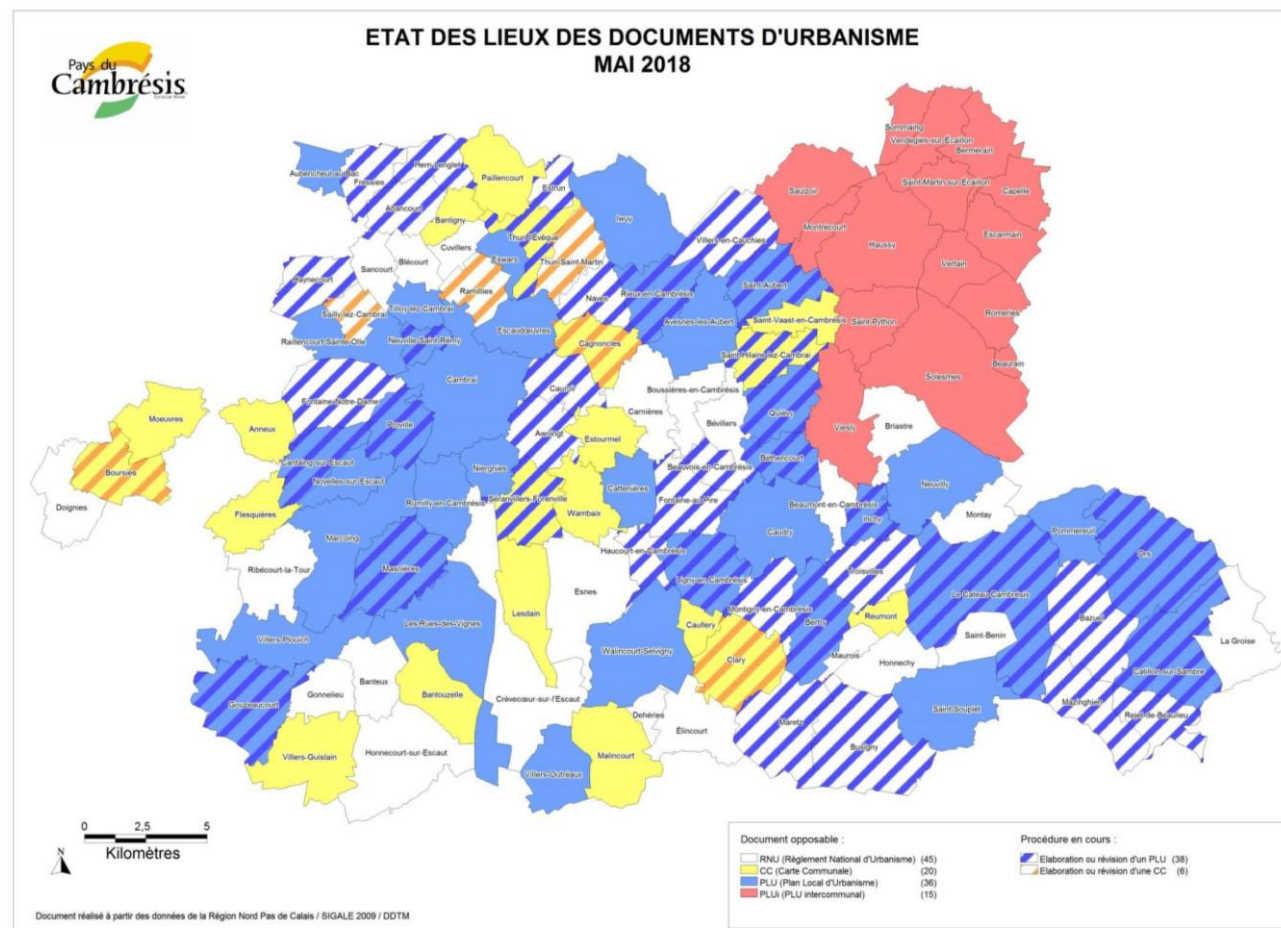 ETAT DES LIEUX DES DOCUMENTS D'URBANISME
MAI 2018
Pays du
Cambrésis
Sommaing
Vendegies-sur-Écaillon
Bermerain
Saint-Martin-sur-Écaillon
Capelle
Saulzoir
Montrécourt
Haussy
Escarmain
Vertain
Romeries
Saint-Python
Solesmes
Beaurain
Viesly
Briastre
Aubencheul-au-Bac
Fressies
Hem-Lenglet
Abancourt
Paillencourt
Estrun
Bantigny
Iwuy
Cuvillers
Thun-l'Évêque
Villers-en-Cauchies
Blécourt
Eswars
Thun-Saint-Martin
Sancourt
Haynecourt
Ramillies
Naves
Rieux-en-Cambrésis
Saint-Aubert
Sailly-lez-Cambrai
Tilloy-lez-Cambrai
Escaudœuvres
Avesnes-les-Aubert
Saint-Vaast-en-Cambrésis
Raillencourt Sainte-Olle
Neuville-Saint-Rémy
Cagnoncles
Saint-Hilaire-lez-Cambrai
Cambrai
Cauroir
Boussières-en-Cambrésis
Fontaine-Notre-Dame
Carnières
Bévillers
Quiévy
Moeuvres
Anneux
Proville
Awoingt
Estourmel
Béthencourt
Boursies
Cantaing-sur-Escaut
Noyelles-sur-Escaut
Niergnies
Beauvois-en-Cambrésis
Cattenières
Neuvilly
Doignies
Flesquières
Rumilly-en-Cambrésis
Séranvillers-Forenville
Wambaix
Fontaine-au-Pire
Beaumont-en-Cambrésis
Inchy
Montay
Marcoing
Caudry
Pommereuil
Ors
Ribécourt-la-Tour
Masnières
Haucourt-en-Cambrésis
Ligny-en-Cambrésis
Troisvilles
Le Cateau Cambrésis
Esnes
Lesdain
Montigny-en-Cambrésis
Bertry
Reumont
Bazuel
Les Rues-des-Vignes
Caullery
Saint-Benin
La Groise
Villers Plouich
Walincourt-Selvigny
Clary
Maurois
Honnechy
Catillon-sur-Sambre
Gouzeaucourt
Gonnelieu
Banteux
Bantouzelle
Crèvecœur-sur-l'Escaut
Mazinghien
Rejet-de-Beaulieu
Saint-Souplet
Dehéries
Élincourt
Maretz
Busigny
Villers-Guislain
Honnecourt-sur-Escaut
Malincourt
Villers-Outréaux
0 2,5 5
Kilomètres
N
Document opposable :
RNU (Règlement National d'Urbanisme) (45)
CC (Carte Communale) (20)
PLU (Plan Local d'Urbanisme) (36)
PLUi (PLU intercommunal) (15)
Procédure en cours :
Elaboration ou révision d'un PLU (38)
Elaboration ou révision d'une CC (6)
Document réalisé à partir des données de la Région Nord Pas de Calais / SIGALE 2009 / DDTM